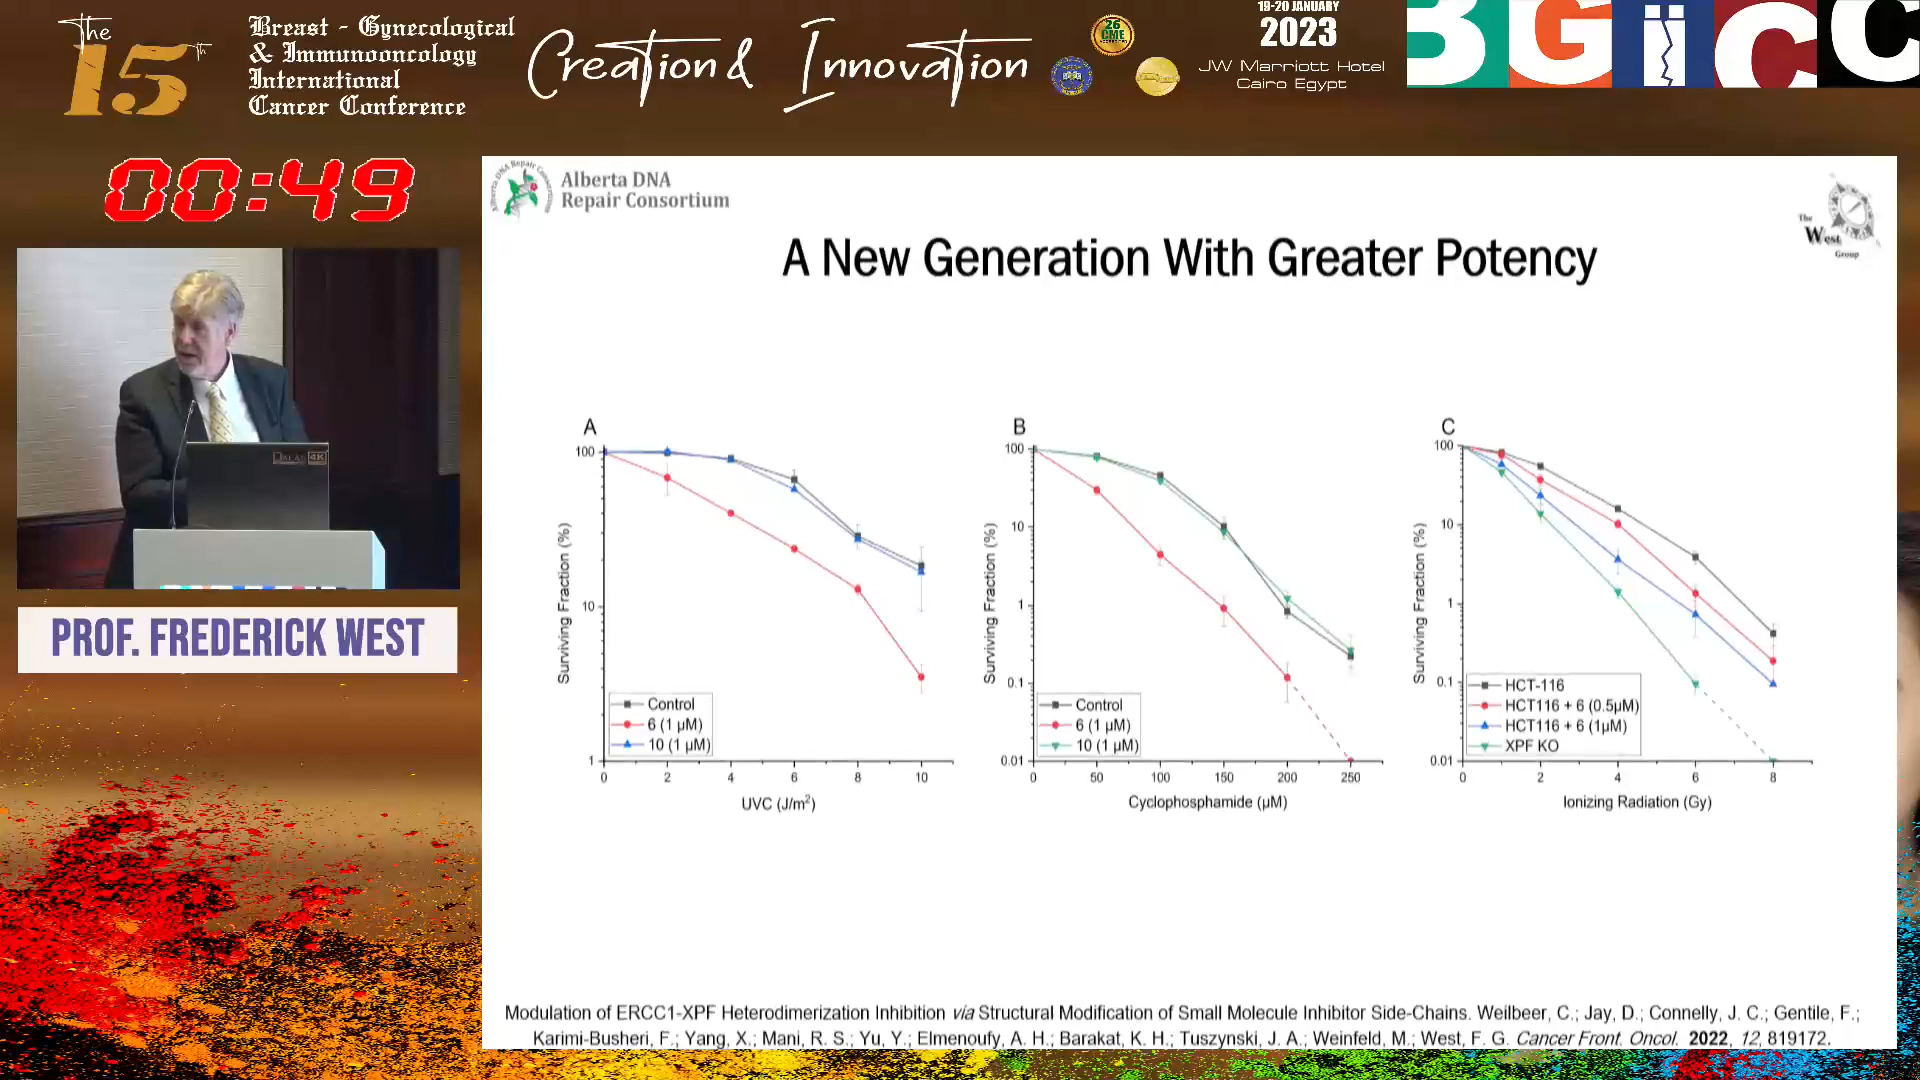 The
15th
Breast - Gynecological
& Immunooncology
International
Cancer Conference
Creation & Innovation
26
CME
19-20 JANUARY
2023
JW Marriott Hotel
Cairo Egypt
BGiCC
00:49
PROF. FREDERICK WEST
Alberta DNA
Repair Consortium
Alberta DNA Repair
The
West
Group
A New Generation With Greater Potency
A
100
10
1
Surviving Fraction (%)
Control
6 (1 µM)
10 (1 µM)
0 2 4 6 8 10
UVC (J/m²)
B
100
10
1
0.1
0.01
Surviving Fraction (%)
Control
6 (1 µM)
10 (1 µM)
0 50 100 150 200 250
Cyclophosphamide (µM)
C
100
10
1
0.1
0.01
Surviving Fraction (%)
HCT-116
HCT116 + 6 (0.5µM)
HCT116 + 6 (1µM)
XPF KO
0 2 4 6 8
Ionizing Radiation (Gy)
Modulation of ERCC1-XPF Heterodimerization Inhibition via Structural Modification of Small Molecule Inhibitor Side-Chains. Weilbeer, C.; Jay, D.; Connelly, J. C.; Gentile, F.;
Karimi-Busheri, F.; Yang, X.; Mani, R. S.; Yu, Y.; Elmenoufy, A. H.; Barakat, K. H.; Tuszynski, J. A.; Weinfeld, M.; West, F. G. Cancer Front. Oncol. 2022, 12, 819172.